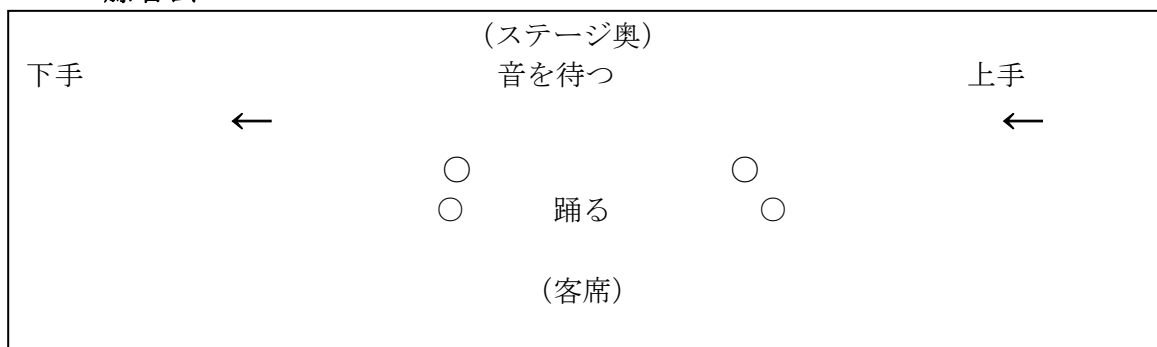 (ステージ奥)
下手 音を待つ 上手
← ←
○ ○
○ 踊る ○
(客席)